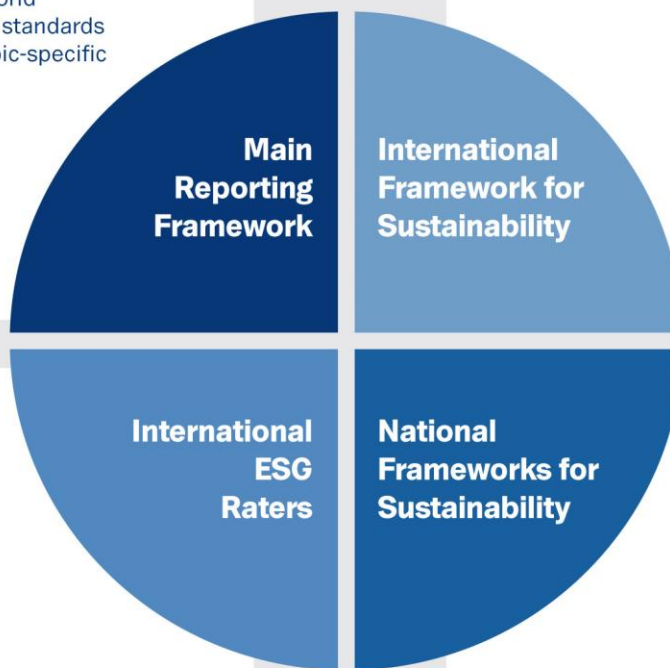 standards
Main
Reporting
Framework
International
Framework for
Sustainability
International
ESG
Raters
National
Frameworks for
Sustainability